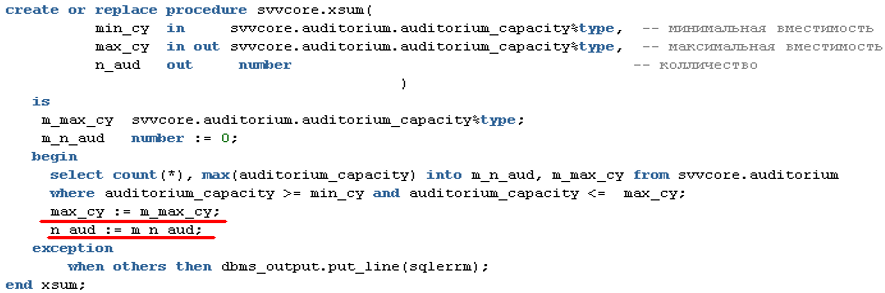 create or replace procedure svvcore.xsum(
min_cy in svvcore.auditorium.auditorium_capacity%type, -- минимальная вместимость
max_cy in out svvcore.auditorium.auditorium_capacity%type, -- максимальная вместимость
n_aud out number -- колличество
)
is
m_max_cy svvcore.auditorium.auditorium_capacity%type;
m_n_aud number := 0;
begin
select count(*), max(auditorium_capacity) into m_n_aud, m_max_cy from svvcore.auditorium
where auditorium_capacity >= min_cy and auditorium_capacity <= max_cy;
max_cy := m_max_cy;
n_aud := m_n_aud;
exception
when others then dbms_output.put_line(sqlerrm);
end xsum;